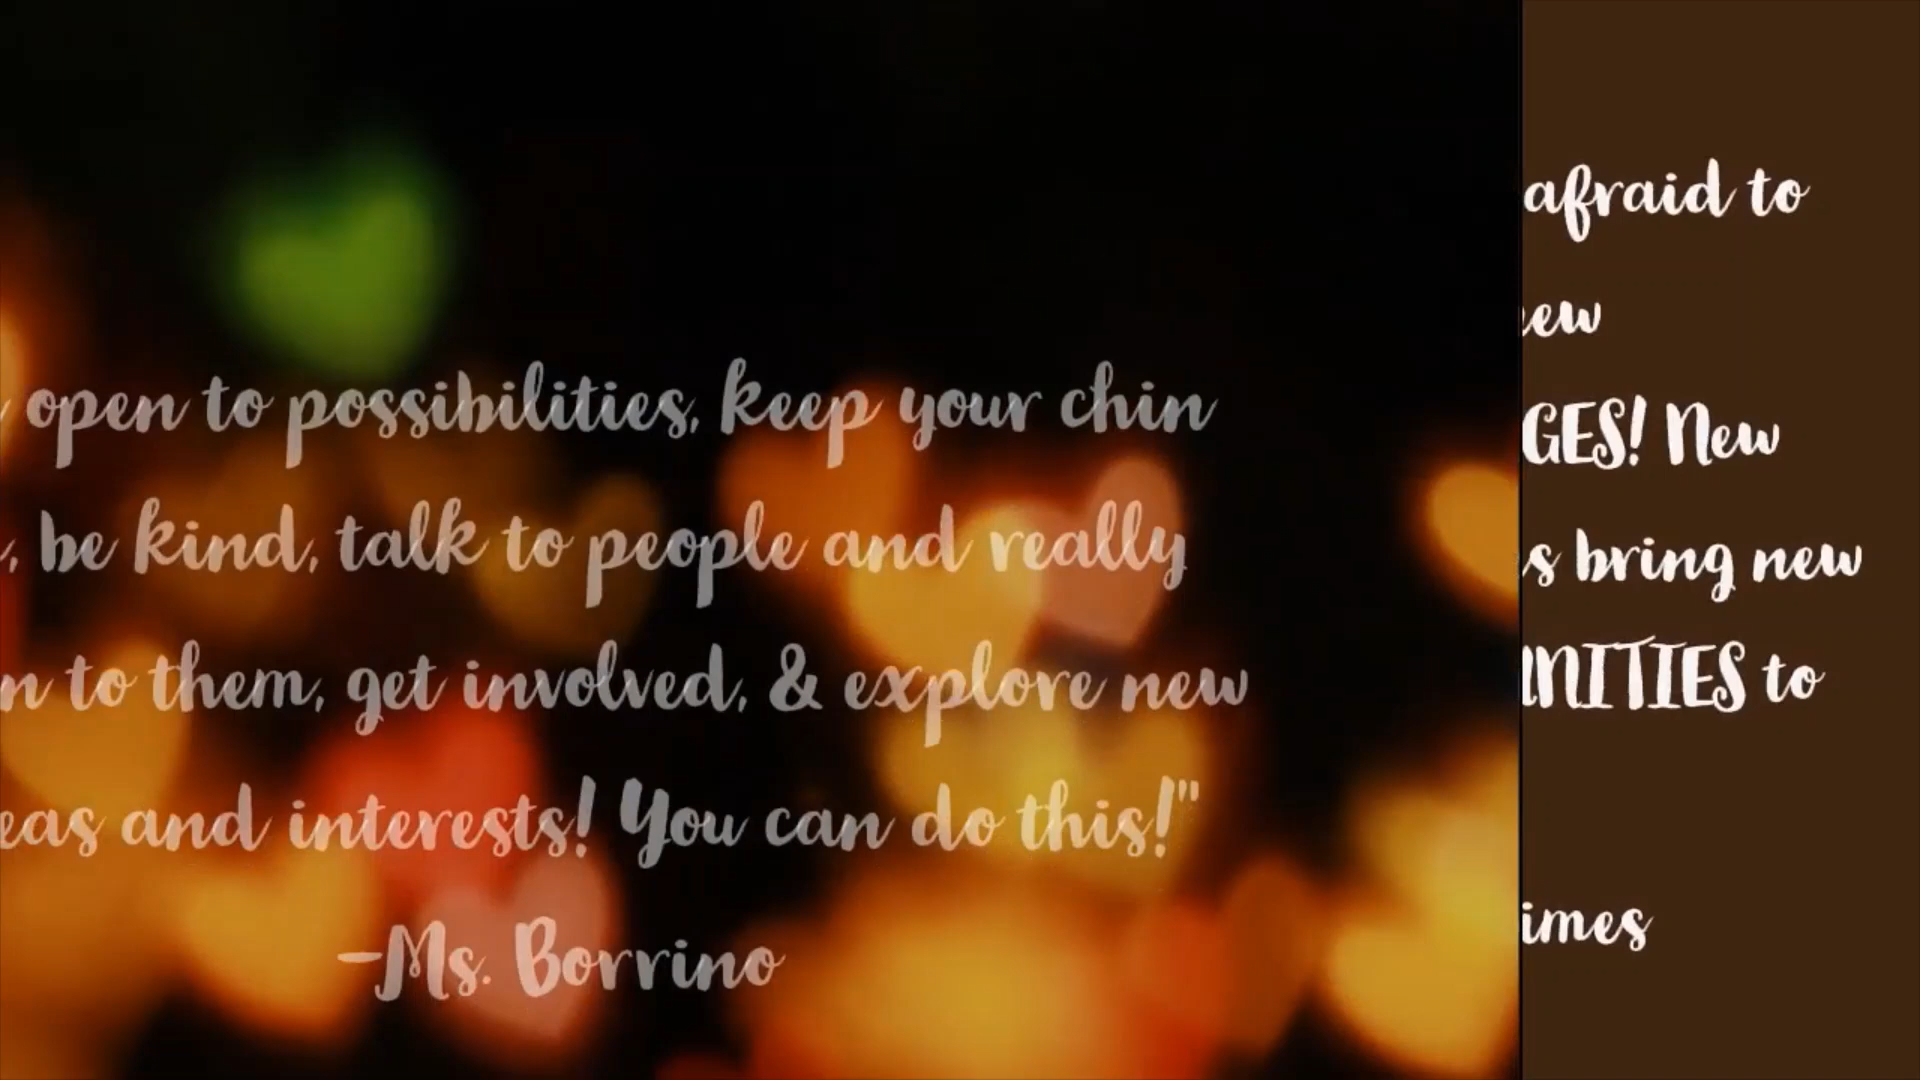 open to possibilities, keep your chin
, be kind, talk to people and really
n to them, get involved, & explore new
eas and interests! You can do this!"
-Ms. Borrino
afraid to
ew
GES! New
s bring new
NITIES to
imes